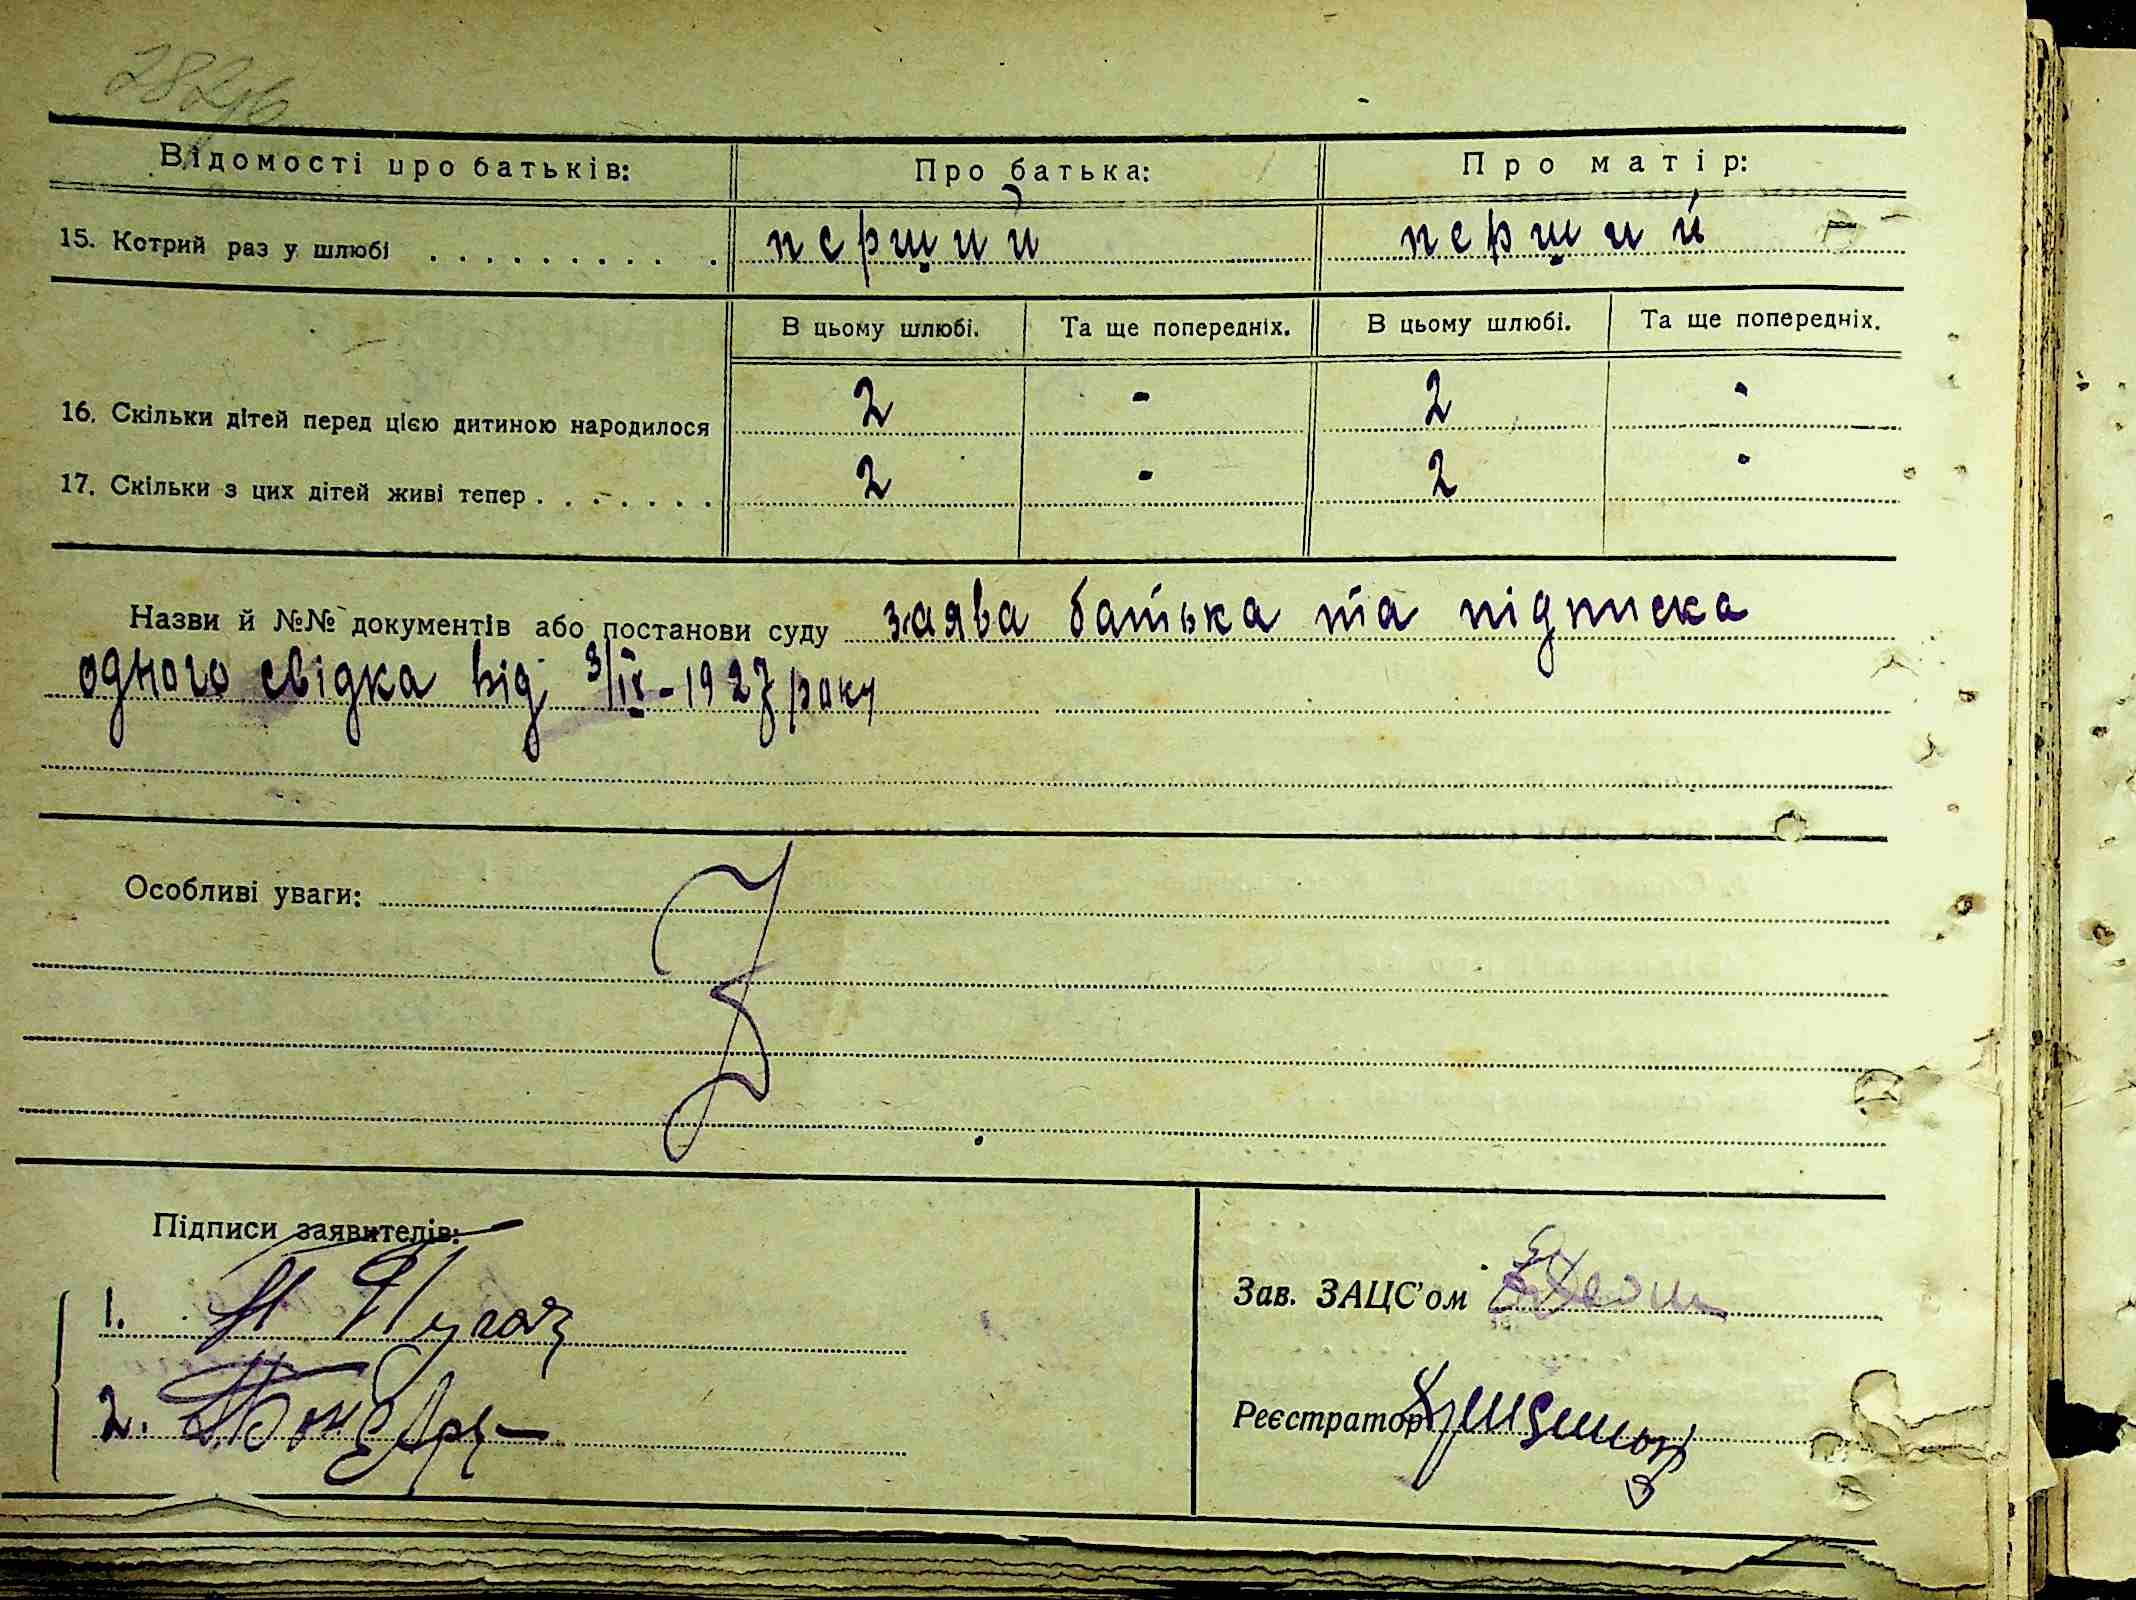 Відомості про батьків: Про батька: Про матір:
15. Котрий раз у шлюбі . . . . . . . . . . перший перший
В цьому шлюбі. Та ще попередніх. В цьому шлюбі. Та ще попередніх.
16. Скільки дітей перед цією дитиною народилося 2 - 2 -
17. Скільки з цих дітей живі тепер . . . . . . . 2 - 2 -
Назви й №№ документів або постанови суду заява батька та підписка
одного свідка від 3/IX-1927 року
Особливі уваги:
Підписи заявителів:
1. Пугач
2. Бондарь
Зав. ЗАЦС'ом
Реєстратор